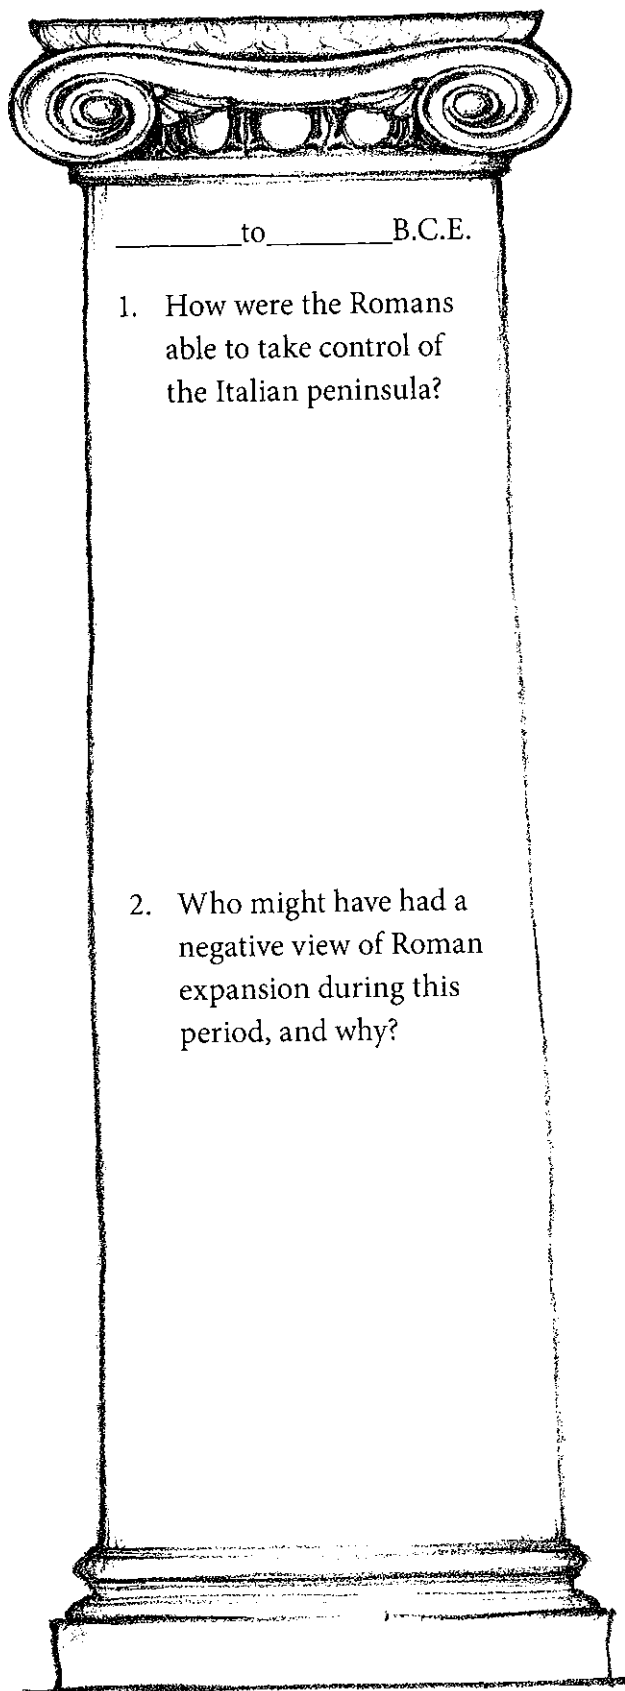 _________to_________B.C.E.
1. How were the Romans
able to take control of
the Italian peninsula?
2. Who might have had a
negative view of Roman
expansion during this
period, and why?